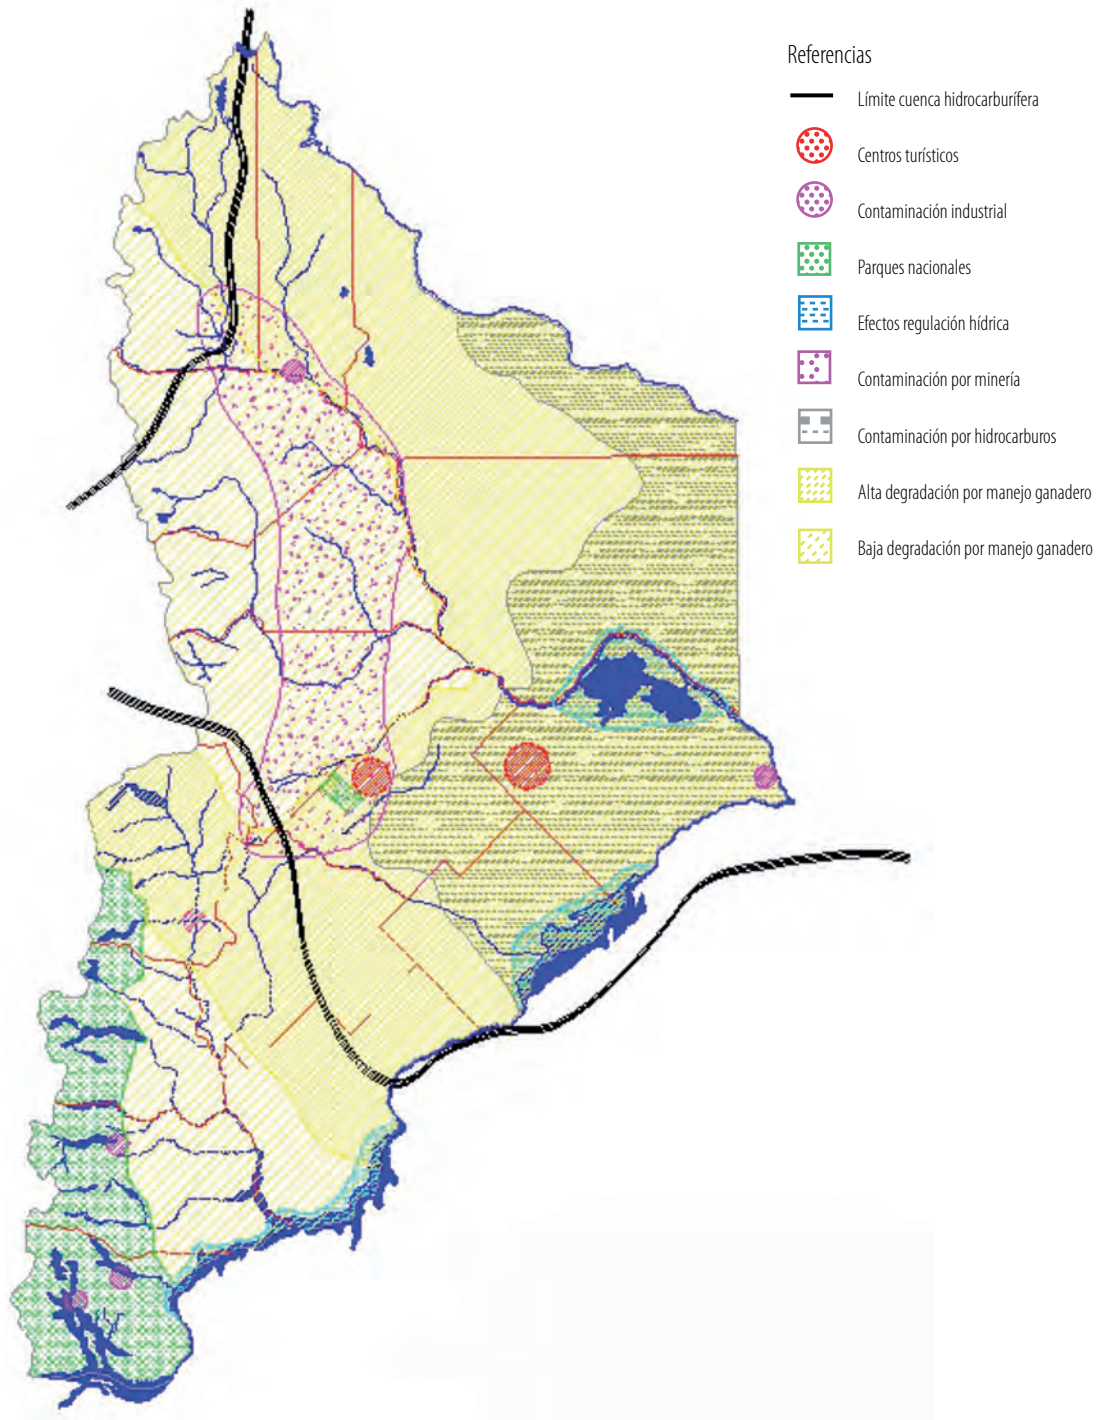 Referencias
Límite cuenca hidrocarburífera
Centros turísticos
Contaminación industrial
Parques nacionales
Efectos regulación hídrica
Contaminación por minería
Contaminación por hidrocarburos
Alta degradación por manejo ganadero
Baja degradación por manejo ganadero